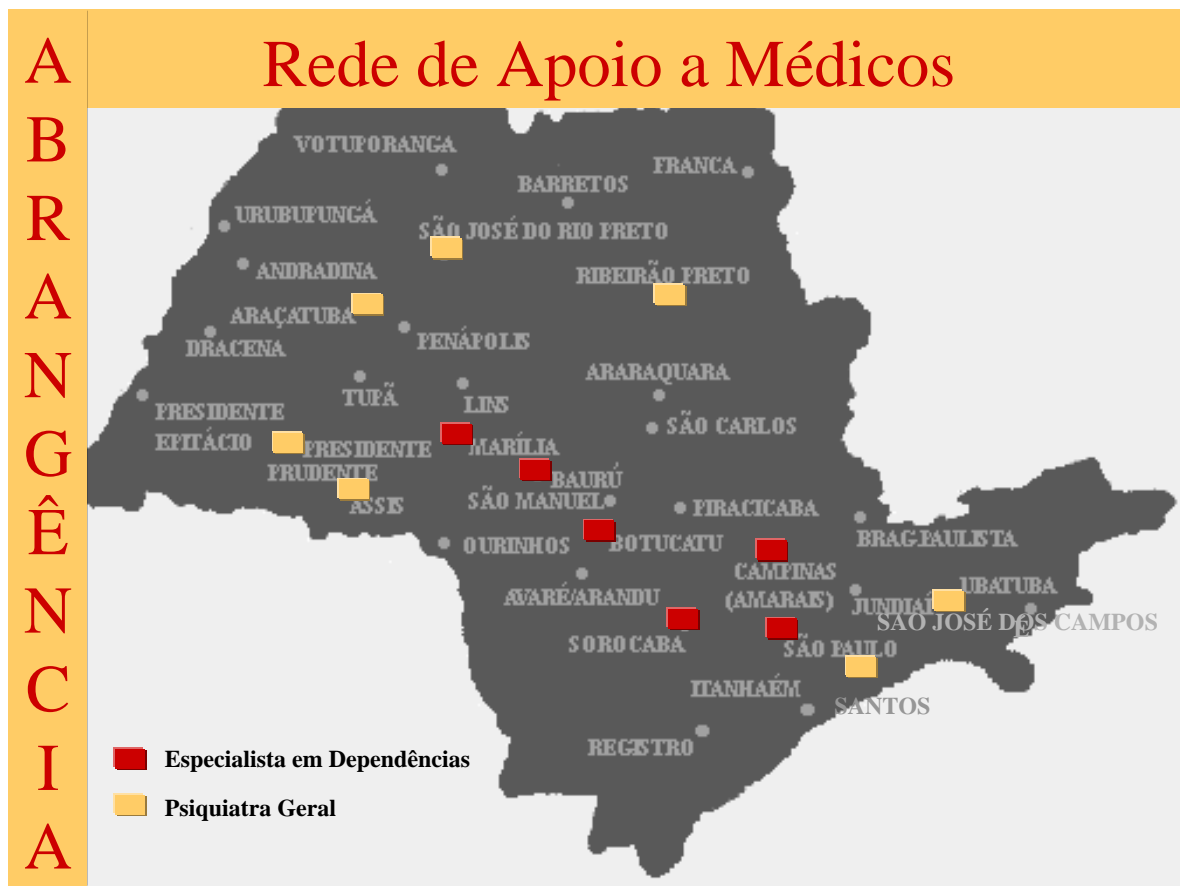 Rede de Apoio a Médicos
A
B
R
A
N
G
Ê
N
C
I
A
VOTUPORANGA
FRANCA
BARRETOS
URUBUPUNGÁ
SÃO JOSÉ DO RIO PRETO
ANDRADINA
RIBEIRÃO PRETO
ARAÇATUBA
PENÁPOLIS
DRACENA
ARARAQUARA
TUPÃ
LINS
PRESIDENTE
EPITÁCIO
SÃO CARLOS
PRESIDENTE
PRUDENTE
MARÍLIA
BAURÚ
ASSIS
SÃO MANUEL
PIRACICABA
OURINHOS
BOTUCATU
BRAG.PAULISTA
CAMPINAS
(AMARAIS)
UBATUBA
AVARÉ/ARANDU
JUNDIAÍ
SÃO JOSÉ DOS CAMPOS
SOROCABA
SÃO PAULO
ITANHAÉM
SANTOS
REGISTRO
Especialista em Dependências
Psiquiatra Geral